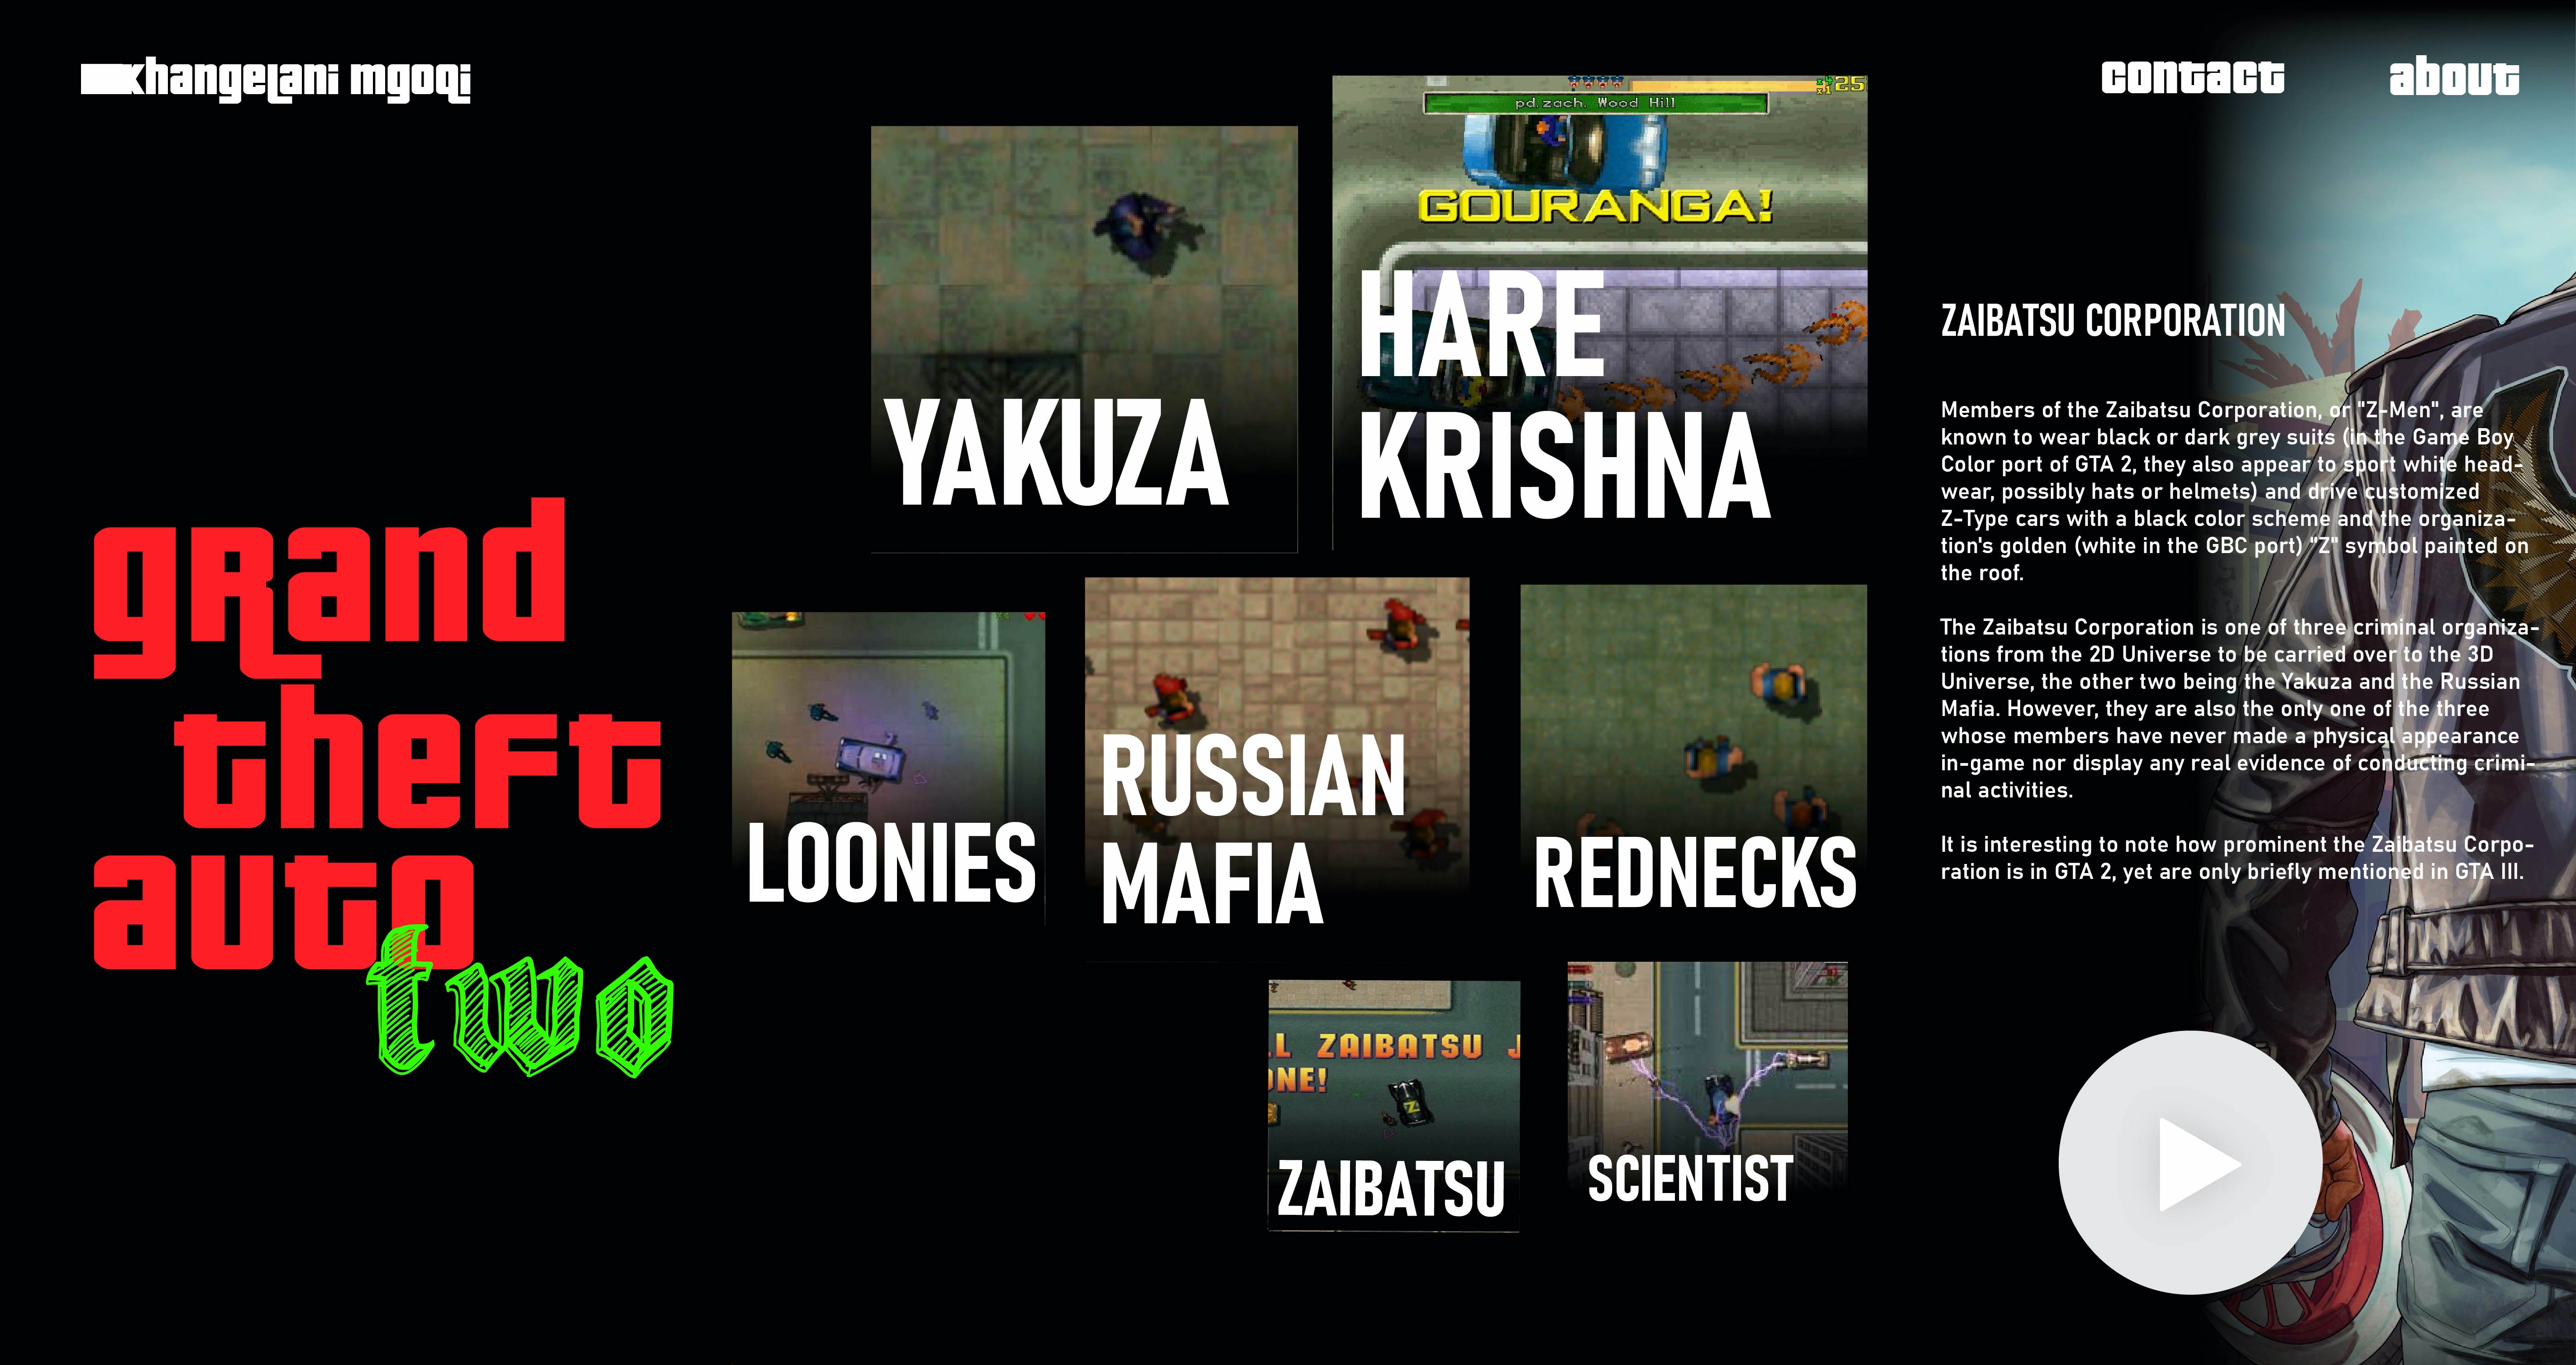 khangelani mgoqi
contact
about
grand
theft
auto
two
pd.zach. Wood Hill
x4
x1
25
GOURANGA!
YAKUZA
HARE
KRISHNA
LOONIES
RUSSIAN
MAFIA
REDNECKS
LL ZAIBATSU J
ONE!
Z
ZAIBATSU
SCIENTIST
ZAIBATSU CORPORATION
Members of the Zaibatsu Corporation, or "Z-Men", are
known to wear black or dark grey suits (in the Game Boy
Color port of GTA 2, they also appear to sport white head-
wear, possibly hats or helmets) and drive customized
Z-Type cars with a black color scheme and the organiza-
tion's golden (white in the GBC port) "Z" symbol painted on
the roof.
The Zaibatsu Corporation is one of three criminal organiza-
tions from the 2D Universe to be carried over to the 3D
Universe, the other two being the Yakuza and the Russian
Mafia. However, they are also the only one of the three
whose members have never made a physical appearance
in-game nor display any real evidence of conducting crimi-
nal activities.
It is interesting to note how prominent the Zaibatsu Corpo-
ration is in GTA 2, yet are only briefly mentioned in GTA III.